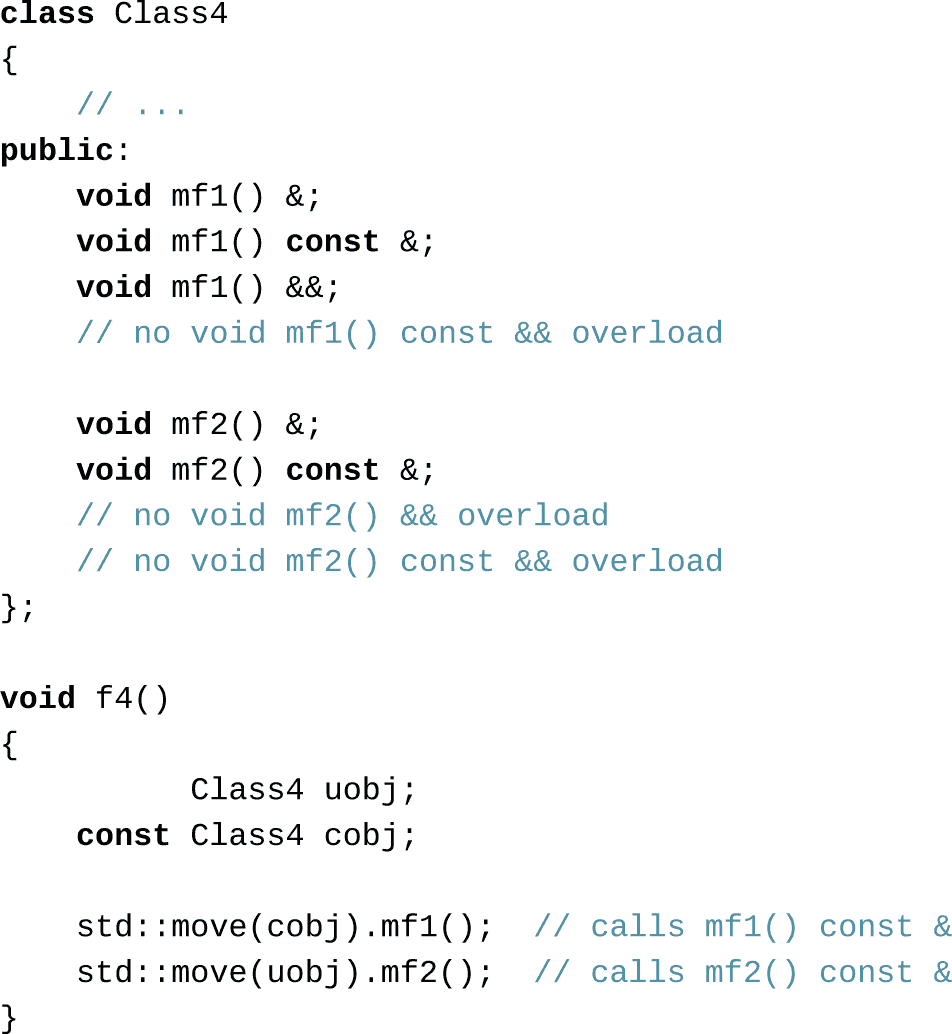 class Class4
{
    // ...
public:
    void mf1() &;
    void mf1() const &;
    void mf1() &&;
    // no void mf1() const && overload

    void mf2() &;
    void mf2() const &;
    // no void mf2() && overload
    // no void mf2() const && overload
};

void f4()
{
          Class4 uobj;
    const Class4 cobj;

    std::move(cobj).mf1();  // calls mf1() const &
    std::move(uobj).mf2();  // calls mf2() const &
}